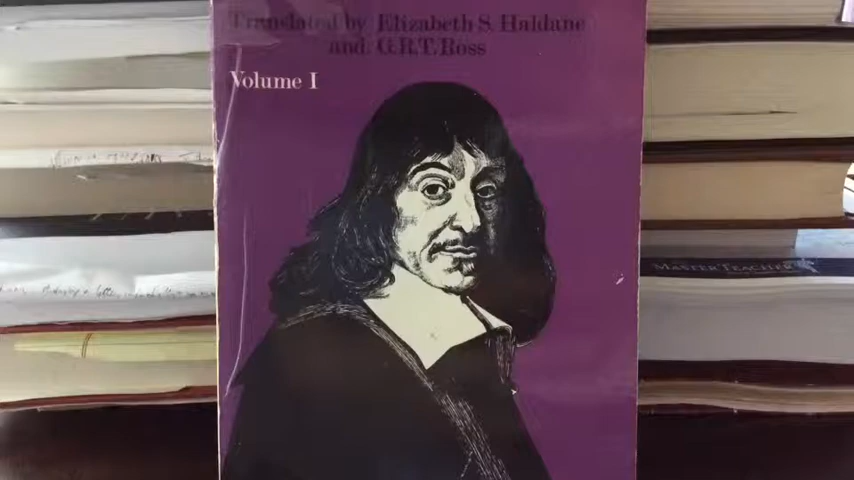 Translated by Elizabeth S. Haldane
and G.R.T. Ross
Volume I
MASTER TEACHER